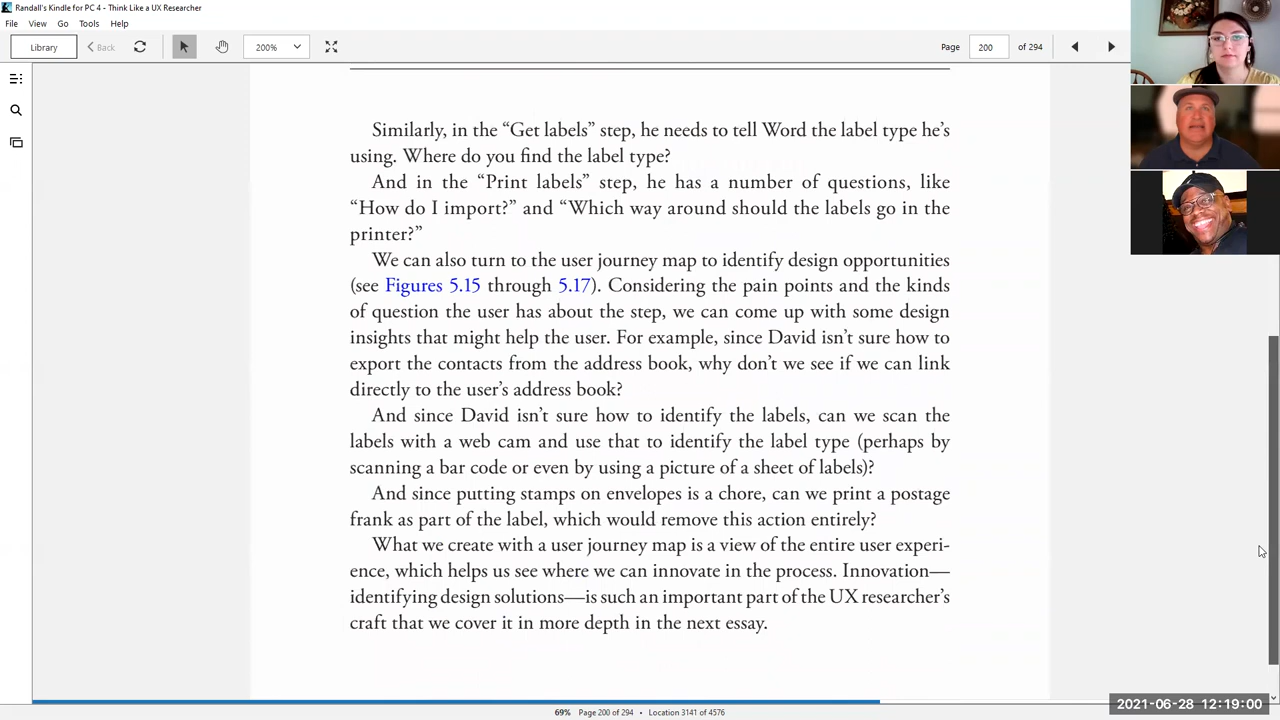 Randall's Kindle for PC 4 - Think Like a UX Researcher
File View Go Tools Help
Library Back 200% Page 200 of 294
Similarly, in the “Get labels” step, he needs to tell Word the label type he’s
using. Where do you find the label type?
And in the “Print labels” step, he has a number of questions, like
“How do I import?” and “Which way around should the labels go in the
printer?”
We can also turn to the user journey map to identify design opportunities
(see Figures 5.15 through 5.17). Considering the pain points and the kinds
of question the user has about the step, we can come up with some design
insights that might help the user. For example, since David isn’t sure how to
export the contacts from the address book, why don’t we see if we can link
directly to the user’s address book?
And since David isn’t sure how to identify the labels, can we scan the
labels with a web cam and use that to identify the label type (perhaps by
scanning a bar code or even by using a picture of a sheet of labels)?
And since putting stamps on envelopes is a chore, can we print a postage
frank as part of the label, which would remove this action entirely?
What we create with a user journey map is a view of the entire user experi-
ence, which helps us see where we can innovate in the process. Innovation—
identifying design solutions—is such an important part of the UX researcher’s
craft that we cover it in more depth in the next essay.
2021-06-28 12:19:00
69% Page 200 of 294 • Location 3141 of 4576